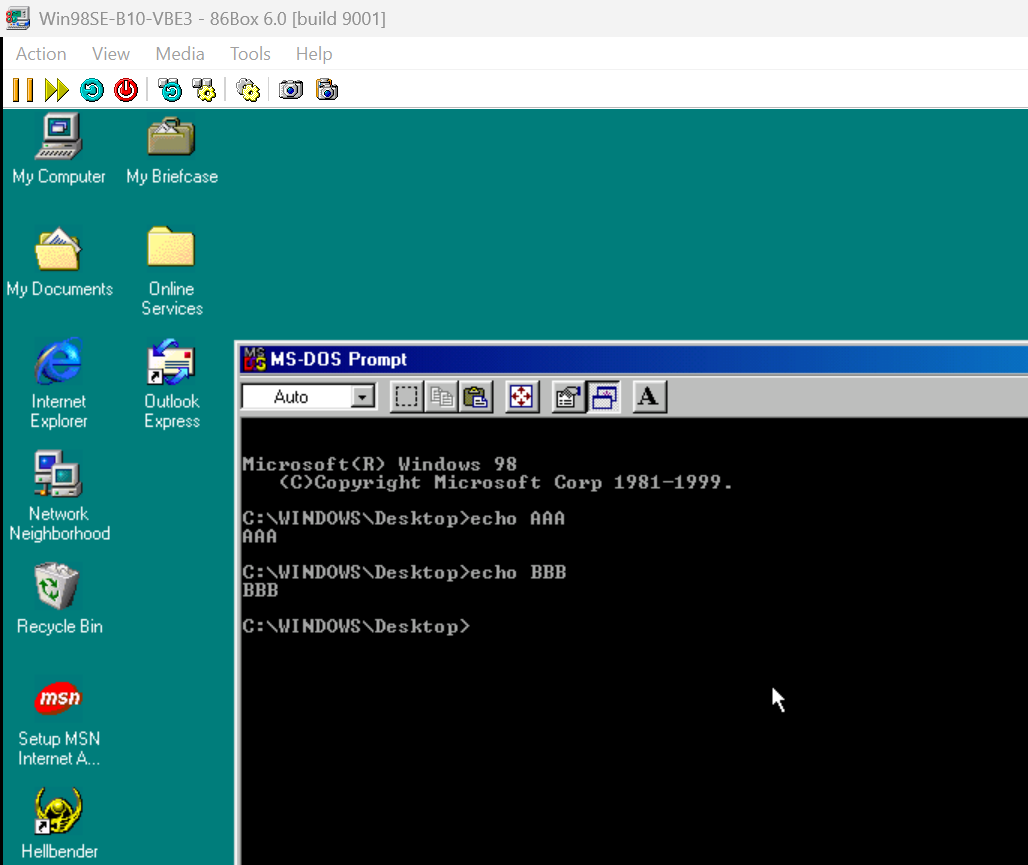 Win98SE-B10-VBE3 - 86Box 6.0 [build 9001]
Action View Media Tools Help
My Computer
My Briefcase
My Documents
Online
Services
Internet
Explorer
Outlook
Express
Network
Neighborhood
Recycle Bin
msn
Setup MSN
Internet A...
Hellbender
MS-DOS Prompt
Auto
A
Microsoft(R) Windows 98
(C)Copyright Microsoft Corp 1981-1999.
C:\WINDOWS\Desktop>echo AAA
AAA
C:\WINDOWS\Desktop>echo BBB
BBB
C:\WINDOWS\Desktop>